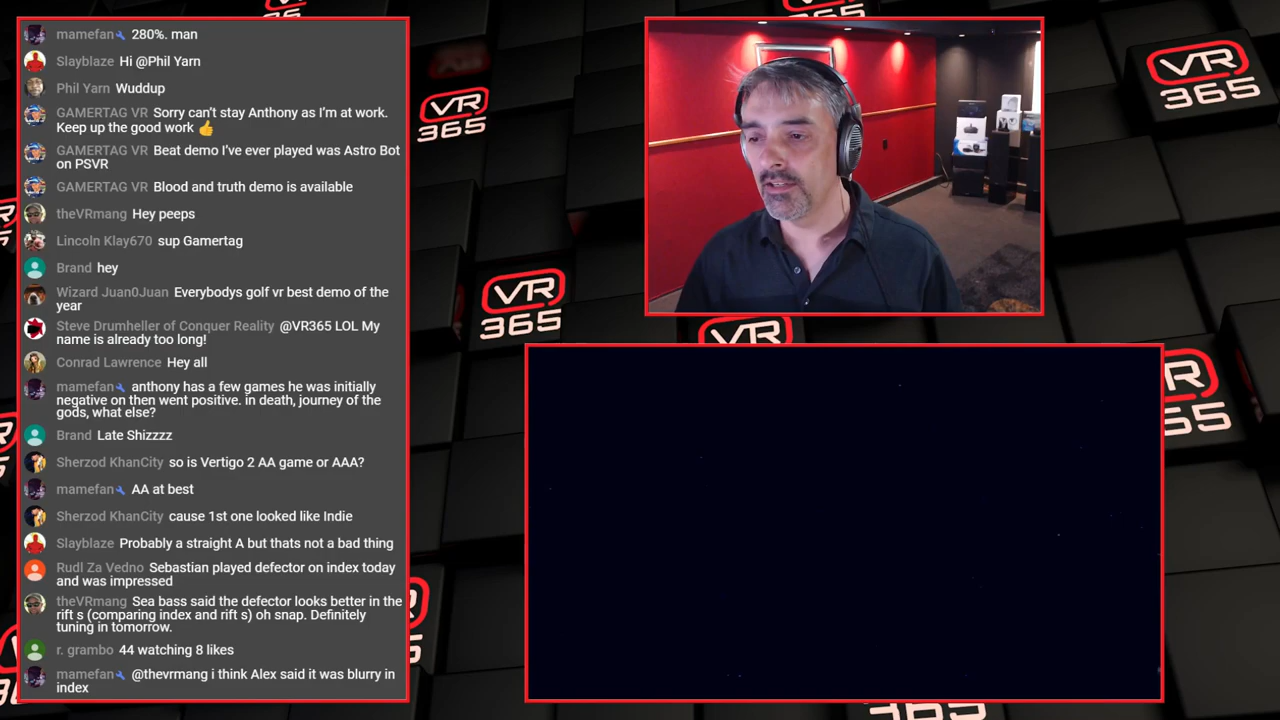 mamefan 280%. man
Slayblaze Hi @Phil Yarn
Phil Yarn Wuddup
GAMERTAG VR Sorry can't stay Anthony as I'm at work.
Keep up the good work 👍
GAMERTAG VR Beat demo I've ever played was Astro Bot
on PSVR
GAMERTAG VR Blood and truth demo is available
theVRmang Hey peeps
Lincoln Klay670 sup Gamertag
Brand hey
Wizard Juan0Juan Everybodys golf vr best demo of the
year
Steve Drumheller of Conquer Reality @VR365 LOL My
name is already too long!
Conrad Lawrence Hey all
mamefan anthony has a few games he was initially
negative on then went positive. in death, journey of the
gods, what else?
Brand Late Shizzzz
Sherzod KhanCity so is Vertigo 2 AA game or AAA?
mamefan AA at best
Sherzod KhanCity cause 1st one looked like Indie
Slayblaze Probably a straight A but thats not a bad thing
Rudl Za Vedno Sebastian played defector on index today
and was impressed
theVRmang Sea bass said the defector looks better in the
rift s (comparing index and rift s) oh snap. Definitely
tuning in tomorrow.
r. grambo 44 watching 8 likes
mamefan @thevrmang i think Alex said it was blurry in
index
VR
365
VR
365
VR
365
VR
R
65
365